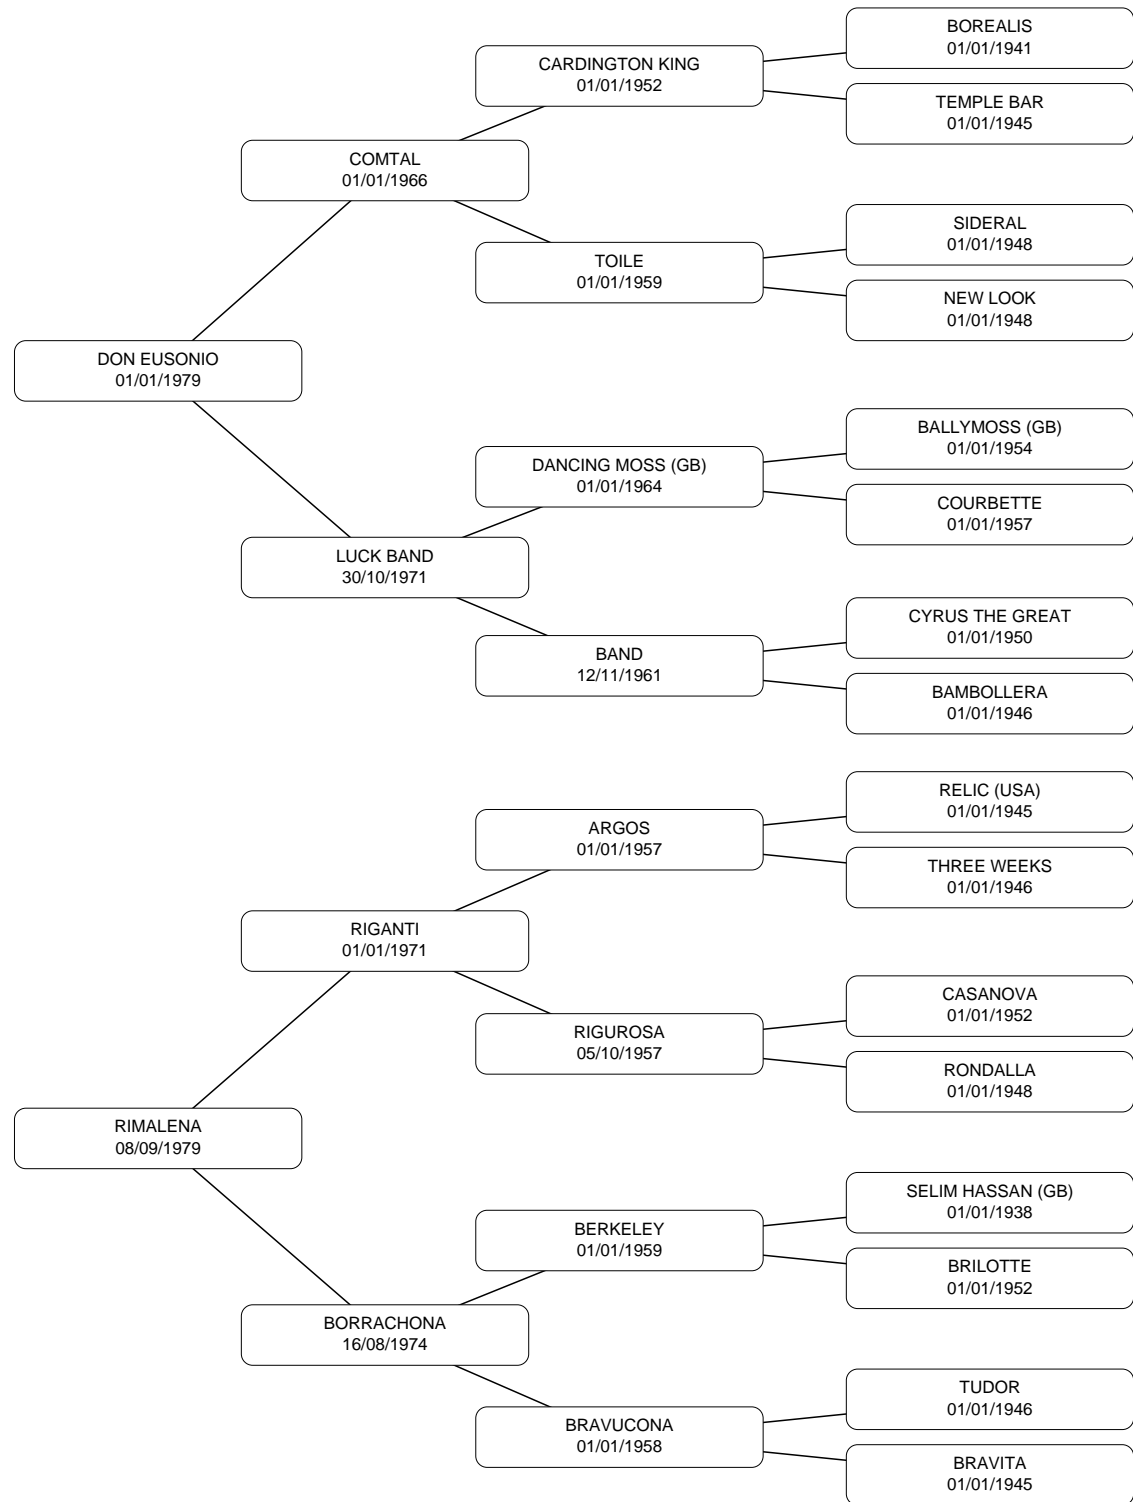 BOREALIS
01/01/1941
CARDINGTON KING
01/01/1952
TEMPLE BAR
01/01/1945
COMTAL
01/01/1966
SIDERAL
01/01/1948
TOILE
01/01/1959
NEW LOOK
01/01/1948
DON EUSONIO
01/01/1979
BALLYMOSS (GB)
01/01/1954
DANCING MOSS (GB)
01/01/1964
COURBETTE
01/01/1957
LUCK BAND
30/10/1971
CYRUS THE GREAT
01/01/1950
BAND
12/11/1961
BAMBOLLERA
01/01/1946
RELIC (USA)
01/01/1945
ARGOS
01/01/1957
THREE WEEKS
01/01/1946
RIGANTI
01/01/1971
CASANOVA
01/01/1952
RIGUROSA
05/10/1957
RONDALLA
01/01/1948
RIMALENA
08/09/1979
SELIM HASSAN (GB)
01/01/1938
BERKELEY
01/01/1959
BRILOTTE
01/01/1952
BORRACHONA
16/08/1974
TUDOR
01/01/1946
BRAVUCONA
01/01/1958
BRAVITA
01/01/1945